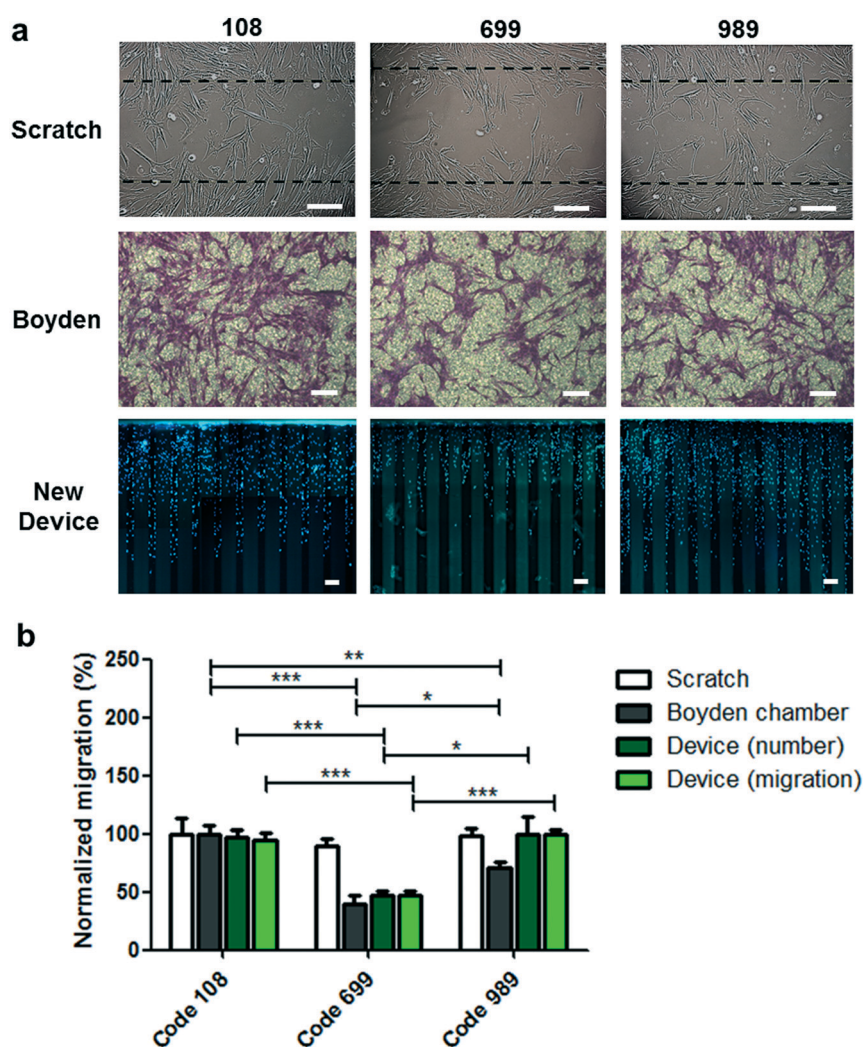 a
108 699 989
Scratch
Boyden
New
Device
b
Normalized migration (%)
250
200
150
100
50
0
**
***
*
***
*
***
***
Code 108
Code 699
Code 989
Scratch
Boyden chamber
Device (number)
Device (migration)